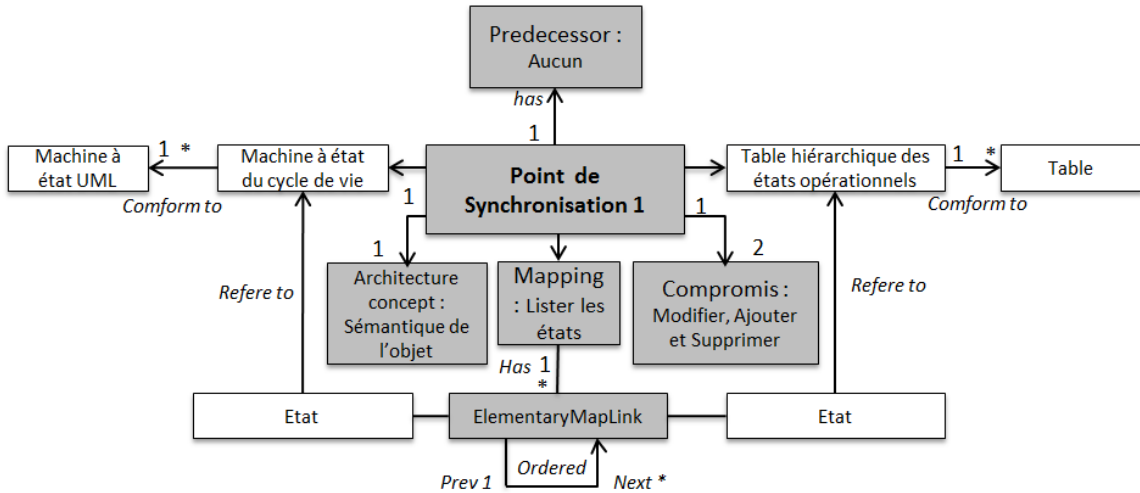 Predecessor :
Aucun
has
1
Machine à
état UML
1 *
Comform to
Machine à état
du cycle de vie
Point de
Synchronisation 1
Table hiérarchique des
états opérationnels
1 *
Comform to
Table
1
1
1
2
Architecture
concept :
Sémantique de
l'objet
Mapping
: Lister les
états
Compromis :
Modifier, Ajouter
et Supprimer
Refere to
Refere to
Has 1
*
Etat
ElementaryMapLink
Etat
Ordered
Prev 1
Next *